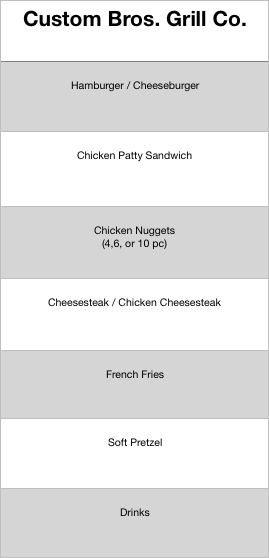 Custom Bros. Grill Co.
Hamburger / Cheeseburger
Chicken Patty Sandwich
Chicken Nuggets
(4,6, or 10 pc)
Cheesesteak / Chicken Cheesesteak
French Fries
Soft Pretzel
Drinks